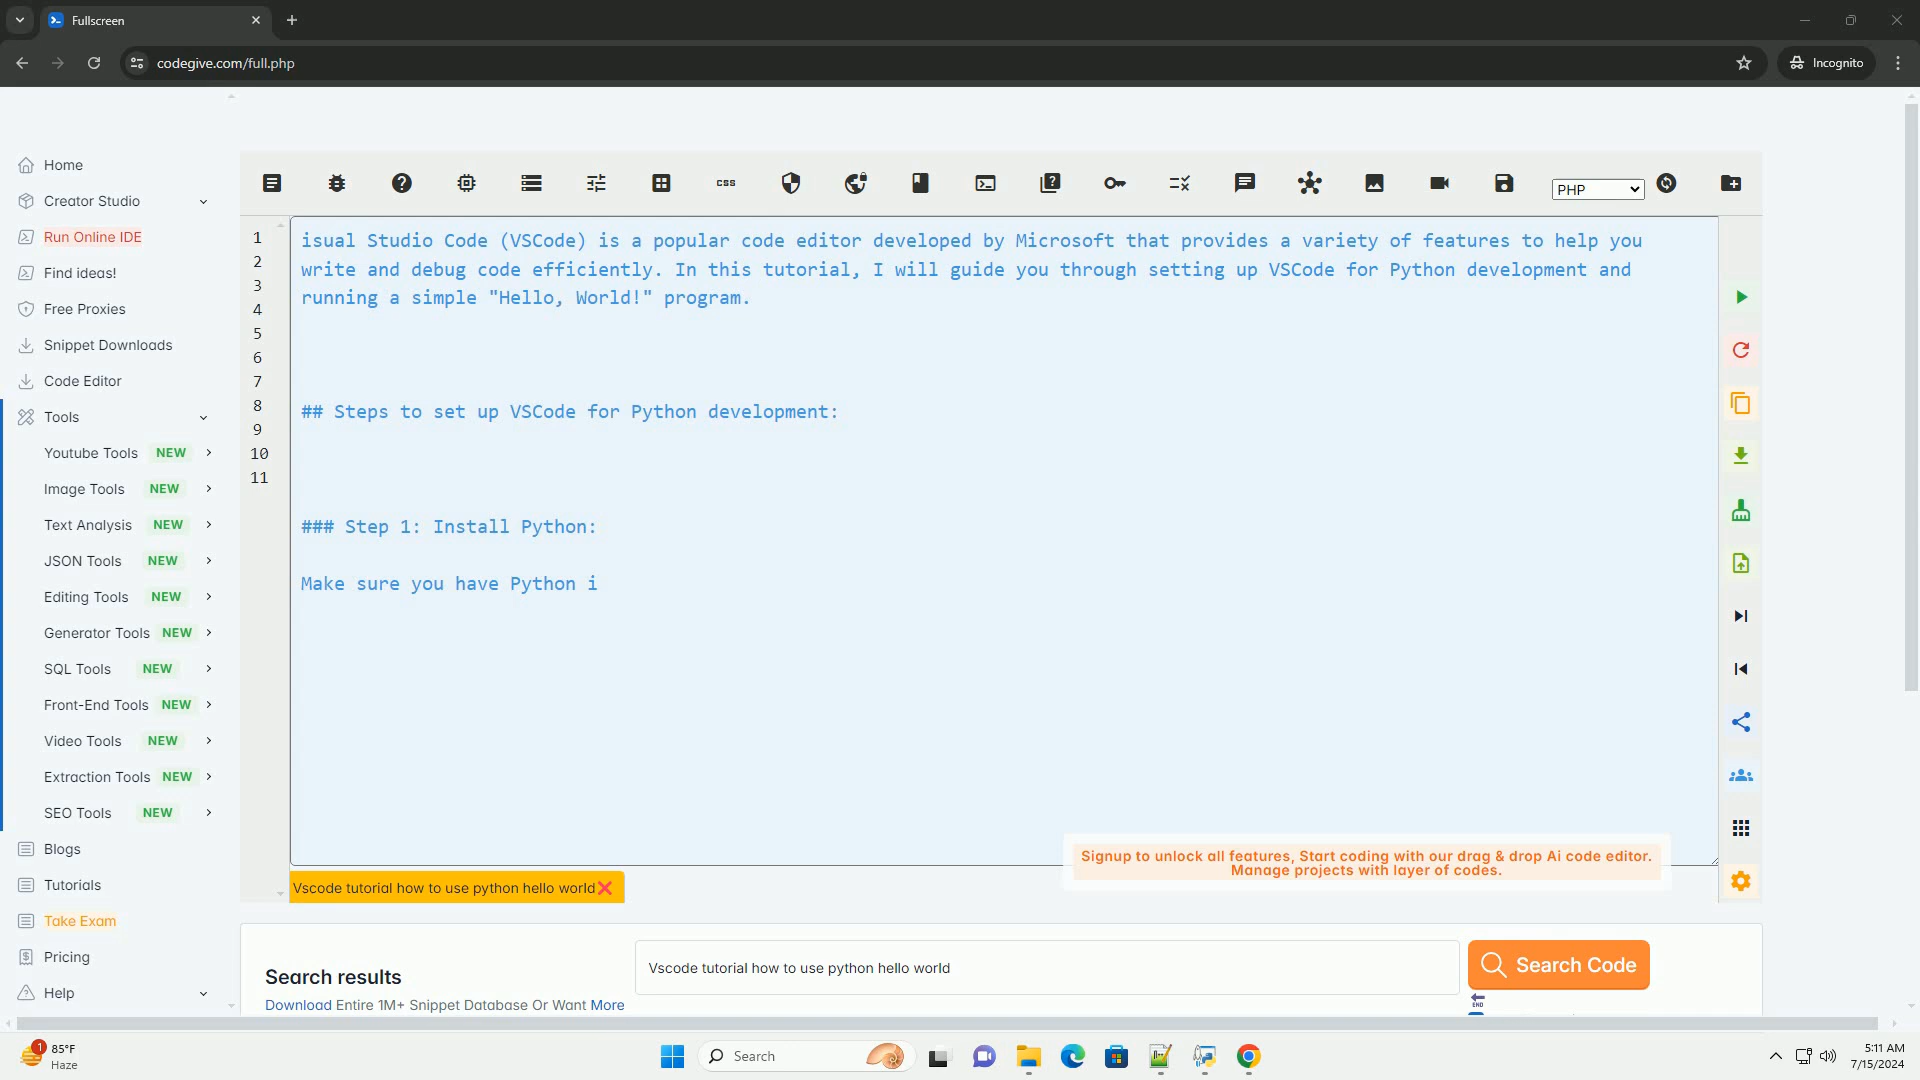 Fullscreen
codegive.com/full.php
Incognito
Home
Creator Studio
Run Online IDE
Find ideas!
Free Proxies
Snippet Downloads
Code Editor
Tools
Youtube Tools NEW
Image Tools NEW
Text Analysis NEW
JSON Tools NEW
Editing Tools NEW
Generator Tools NEW
SQL Tools NEW
Front-End Tools NEW
Video Tools NEW
Extraction Tools NEW
SEO Tools NEW
Blogs
Tutorials
Take Exam
Pricing
Help
CSS
PHP
1
2
3
4
5
6
7
8
9
10
11
isual Studio Code (VSCode) is a popular code editor developed by Microsoft that provides a variety of features to help you
write and debug code efficiently. In this tutorial, I will guide you through setting up VSCode for Python development and
running a simple "Hello, World!" program.
## Steps to set up VSCode for Python development:
### Step 1: Install Python:
Make sure you have Python i
Signup to unlock all features, Start coding with our drag & drop Ai code editor.
Manage projects with layer of codes.
Vscode tutorial how to use python hello world
Search results
Download Entire 1M+ Snippet Database Or Want More
Vscode tutorial how to use python hello world
Search Code
END
1
85°F
Haze
Search
5:11 AM
7/15/2024